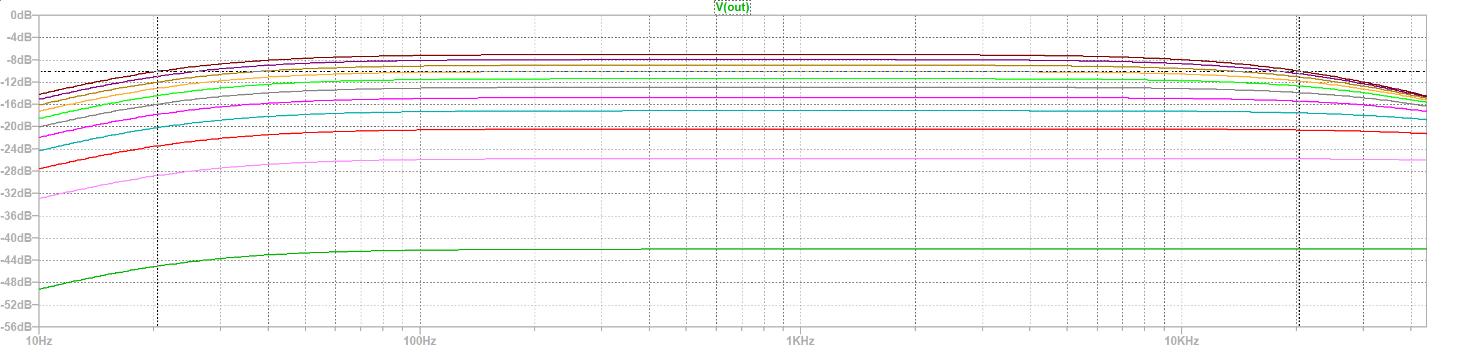 V(out)
0dB
-4dB
-8dB
-12dB
-16dB
-20dB
-24dB
-28dB
-32dB
-36dB
-40dB
-44dB
-48dB
-52dB
-56dB
10Hz 100Hz 1KHz 10KHz